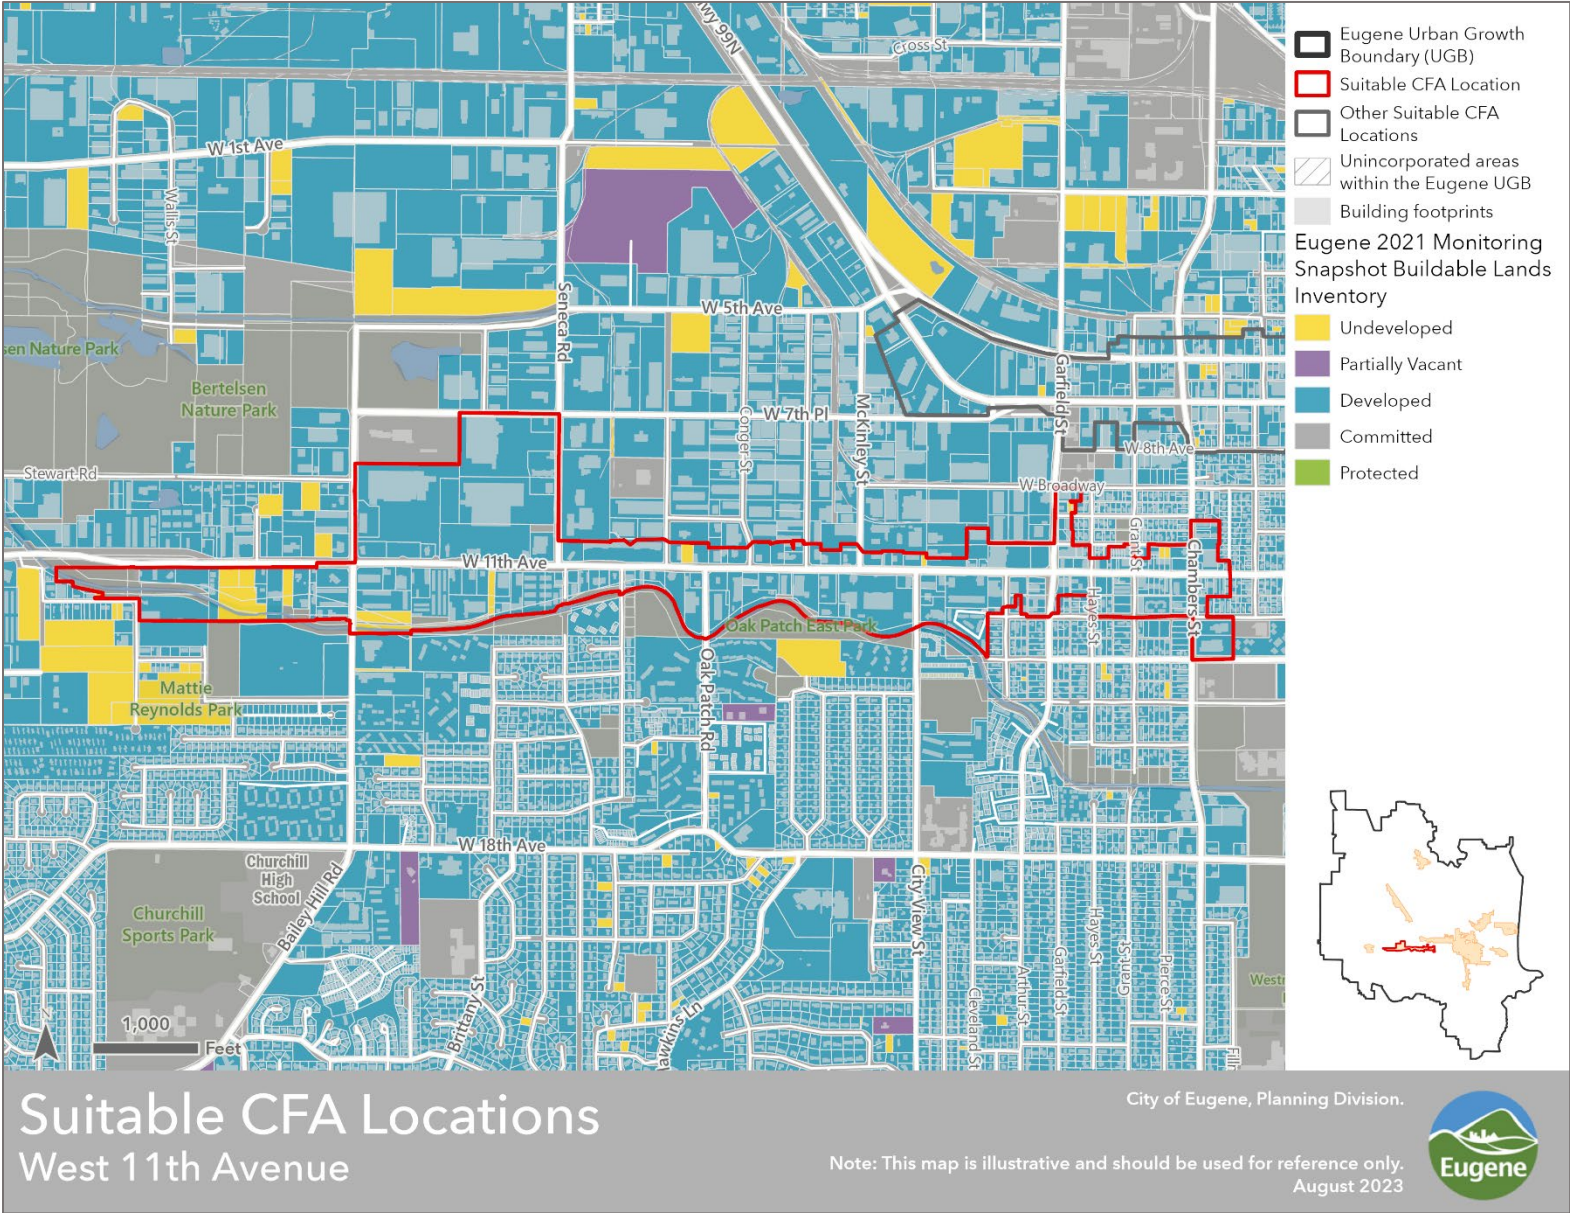 wy 99N
Cross St
W 1st Ave
Wallis St
Seneca Rd
W 5th Ave
sen Nature Park
Bertelsen
Nature Park
Garfield St
W 7th Pl
McKinley St
Conger St
W 8th Ave
Stewart Rd
W Broadway
Grant St
W 11th Ave
Chambers St
Hayes St
Oak Patch East Park
Oak Patch Rd
Mattie
Reynolds Park
W 18th Ave
Churchill
High
School
Bailey Hill Rd
Churchill
Sports Park
City View St
Brittany St
awkins Ln
Cleveland St
Arthur St
Garfield St
Hayes St
Grant St
Pierce St
Westm
Fillm
N
1,000
Feet
Eugene Urban Growth
Boundary (UGB)
Suitable CFA Location
Other Suitable CFA
Locations
Unincorporated areas
within the Eugene UGB
Building footprints
Eugene 2021 Monitoring
Snapshot Buildable Lands
Inventory
Undeveloped
Partially Vacant
Developed
Committed
Protected
Suitable CFA Locations
West 11th Avenue
City of Eugene, Planning Division.
Note: This map is illustrative and should be used for reference only.
August 2023
Eugene